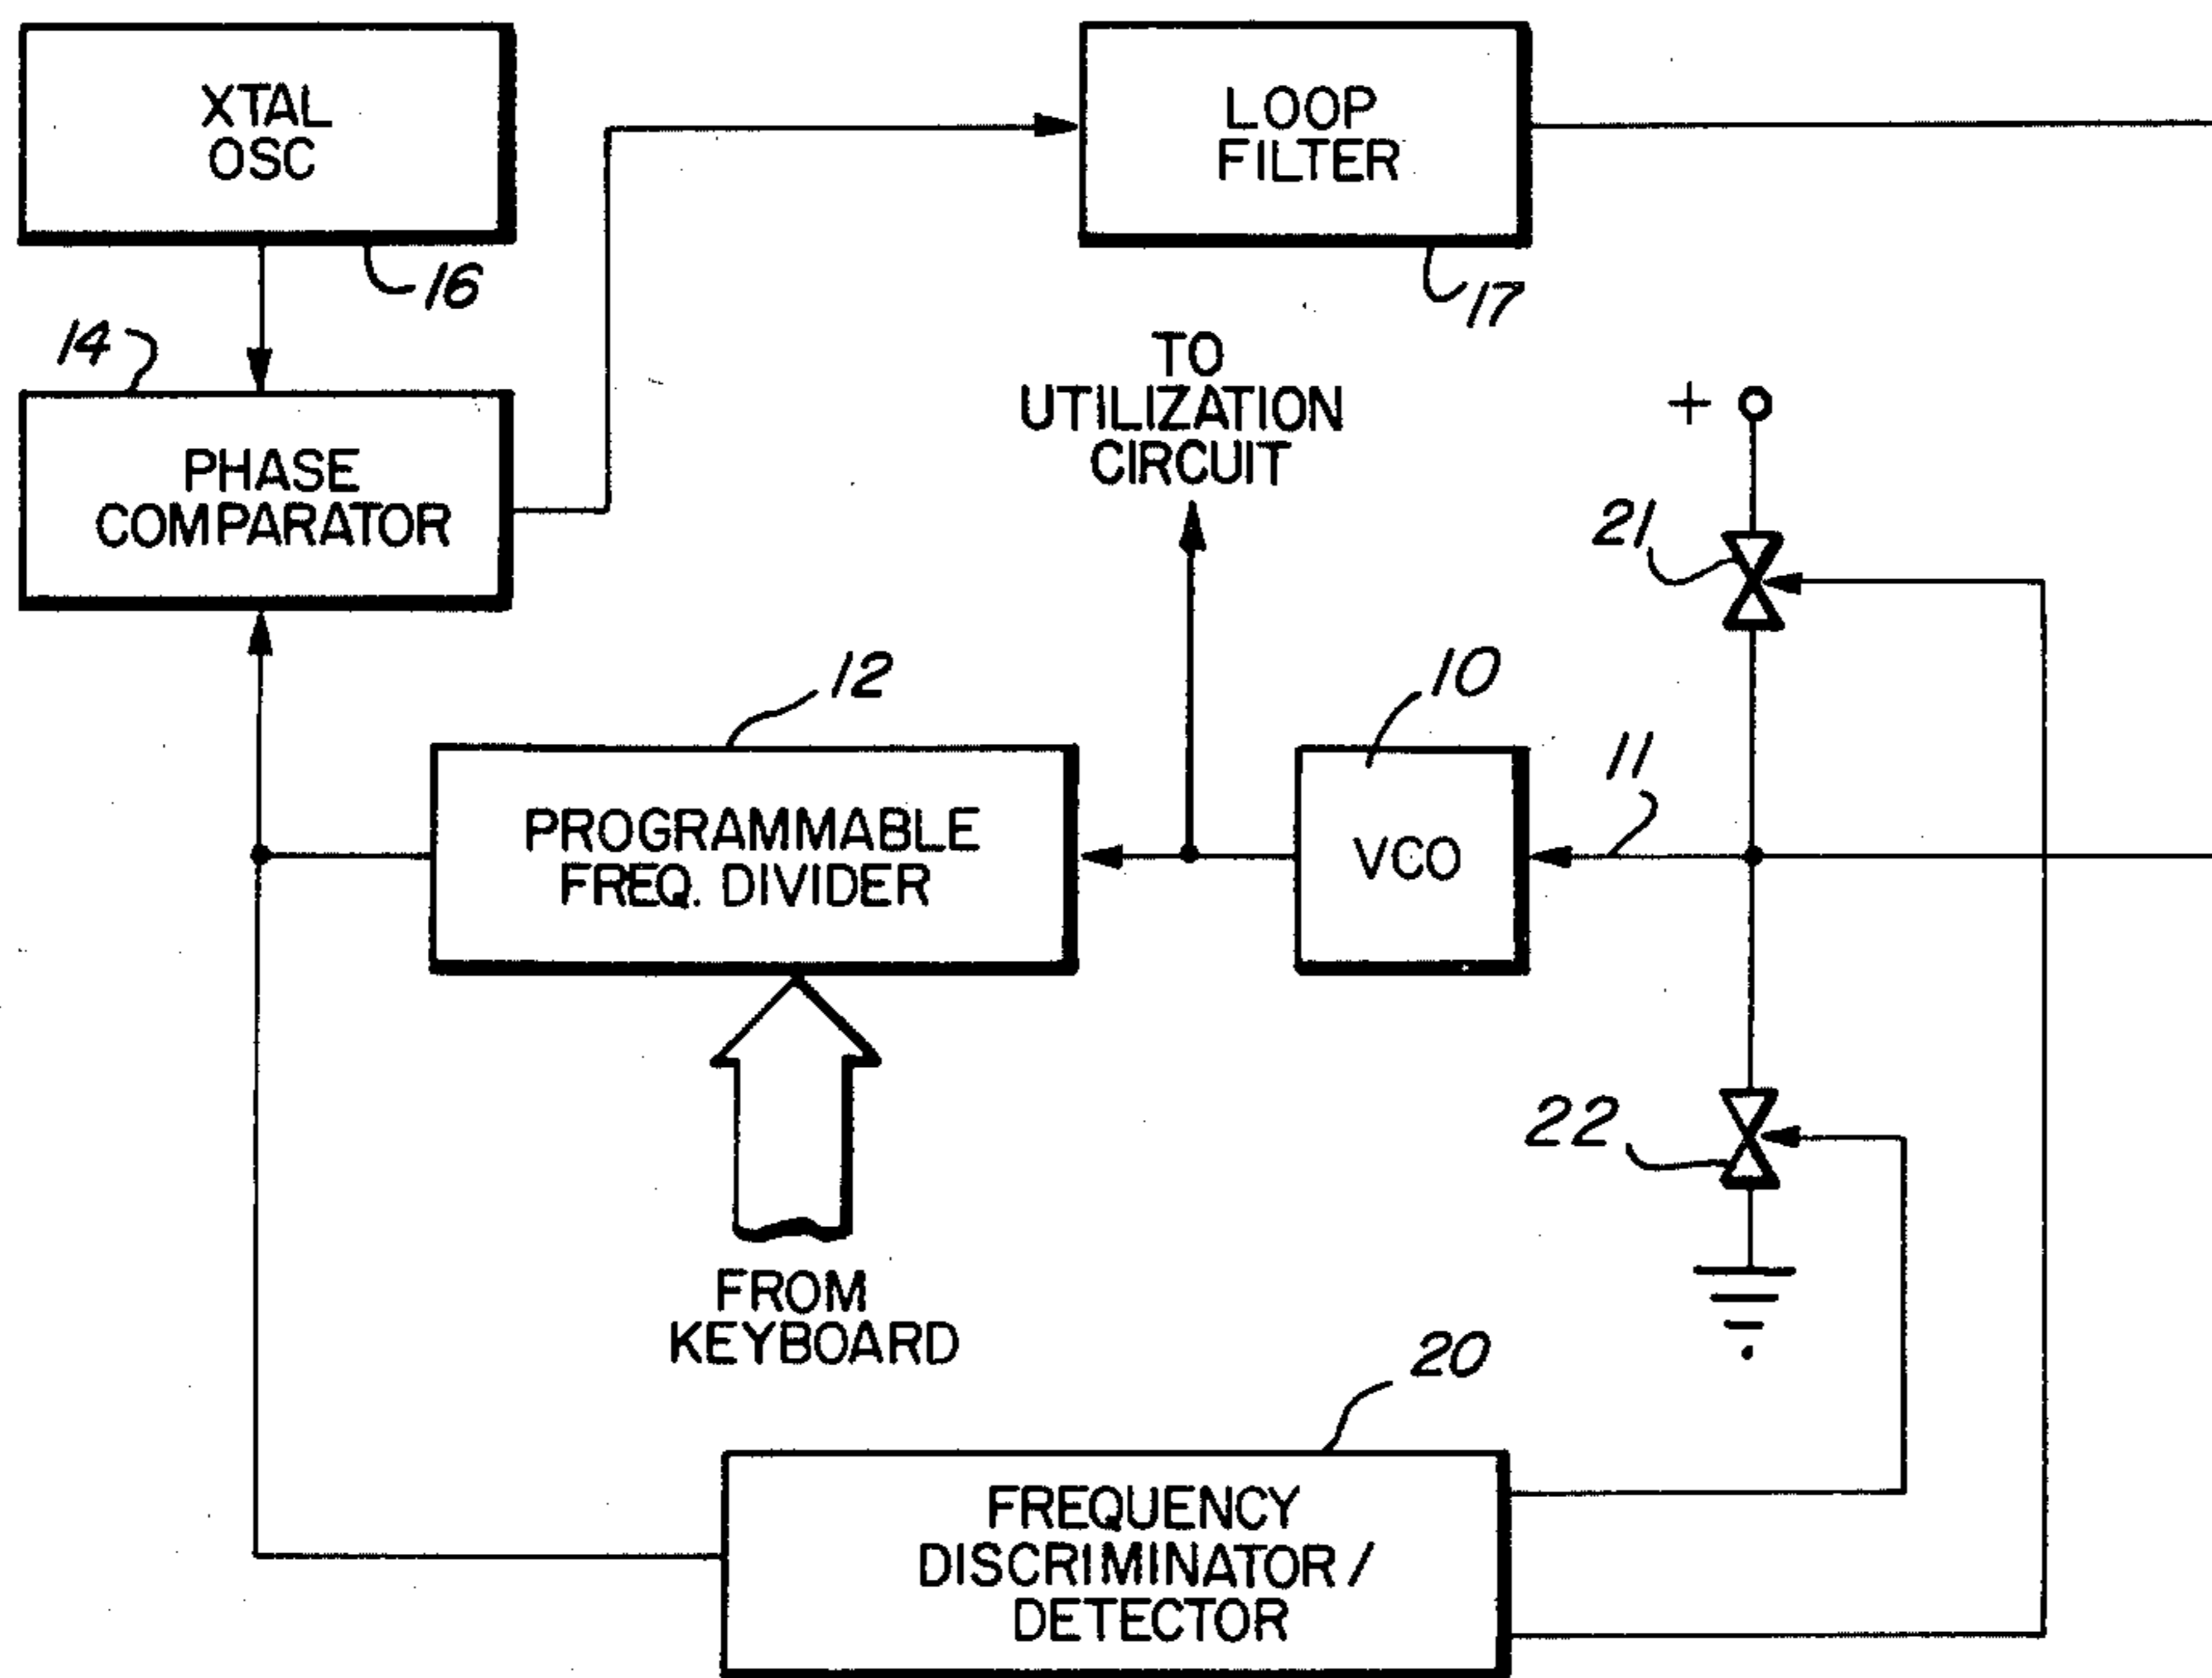 XTAL
OSC
16
LOOP
FILTER
17
14
PHASE
COMPARATOR
TO
UTILIZATION
CIRCUIT
+
21
12
PROGRAMMABLE
FREQ. DIVIDER
10
VCO
11
22
FROM
KEYBOARD
20
FREQUENCY
DISCRIMINATOR/
DETECTOR